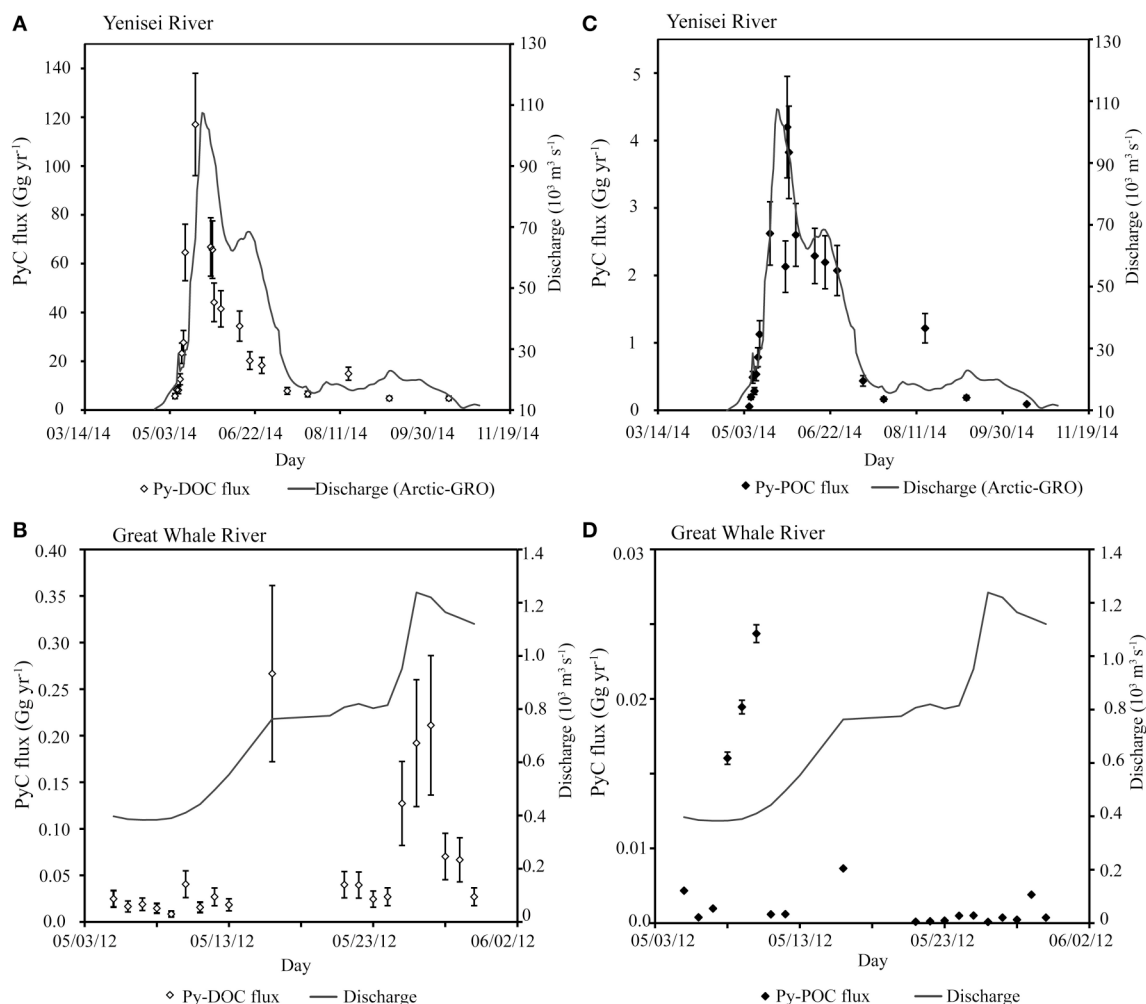 A Yenisei River
140
120
100
80
60
40
20
0
PyC flux (Gg yr-1)
130
110
90
70
50
30
10
Discharge (10³ m³ s-1)
03/14/14 05/03/14 06/22/14 08/11/14 09/30/14 11/19/14
Day
Py-DOC flux Discharge (Arctic-GRO)
C Yenisei River
5
4
3
2
1
0
PyC flux (Gg yr-1)
130
110
90
70
50
30
10
Discharge (10³ m³ s-1)
03/14/14 05/03/14 06/22/14 08/11/14 09/30/14 11/19/14
Day
Py-POC flux Discharge (Arctic-GRO)
B Great Whale River
0.40
0.35
0.30
0.25
0.20
0.15
0.10
0.05
0.0
PyC flux (Gg yr-1)
1.4
1.2
1.0
0.8
0.6
0.4
0.2
0
Discharge (10³ m³ s-1)
05/03/12 05/13/12 05/23/12 06/02/12
Day
Py-DOC flux Discharge
D Great Whale River
0.03
0.02
0.01
0.0
PyC flux (Gg yr-1)
1.4
1.2
1.0
0.8
0.6
0.4
0.2
0
Discharge (10³ m³ s-1)
05/03/12 05/13/12 05/23/12 06/02/12
Day
Py-POC flux Discharge